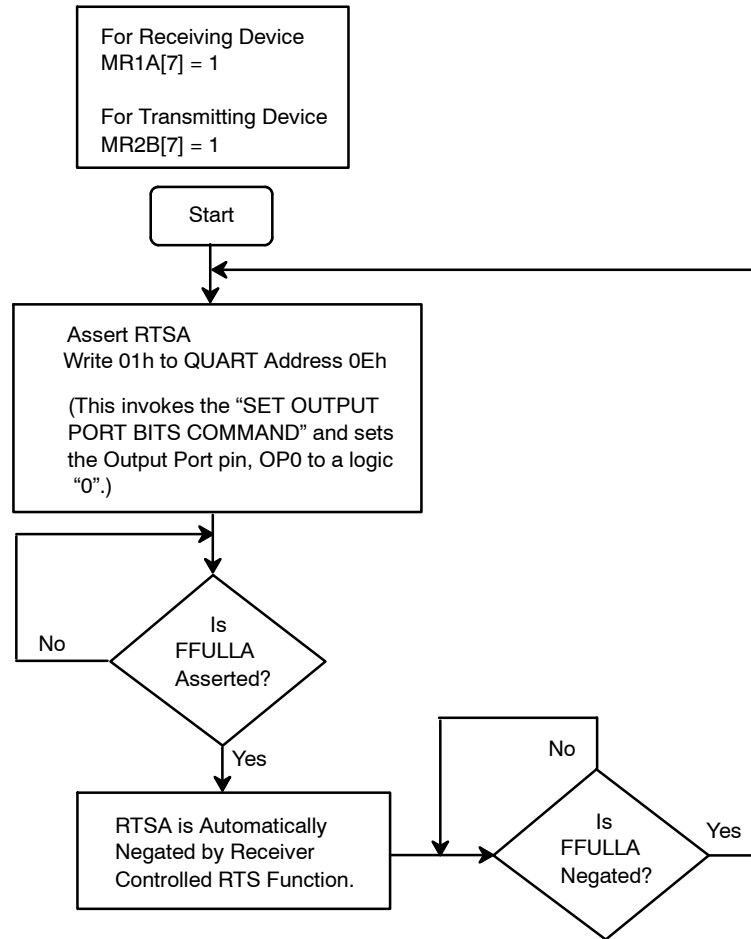 For Receiving Device
MR1A[7] = 1
For Transmitting Device
MR2B[7] = 1
Start
Assert RTSA
Write 01h to QUART Address 0Eh
(This invokes the “SET OUTPUT
PORT BITS COMMAND” and sets
the Output Port pin, OP0 to a logic
“0”.)
Is
FFULLA
Asserted?
No
Yes
RTSA is Automatically
Negated by Receiver
Controlled RTS Function.
No
Is
FFULLA
Negated?
Yes